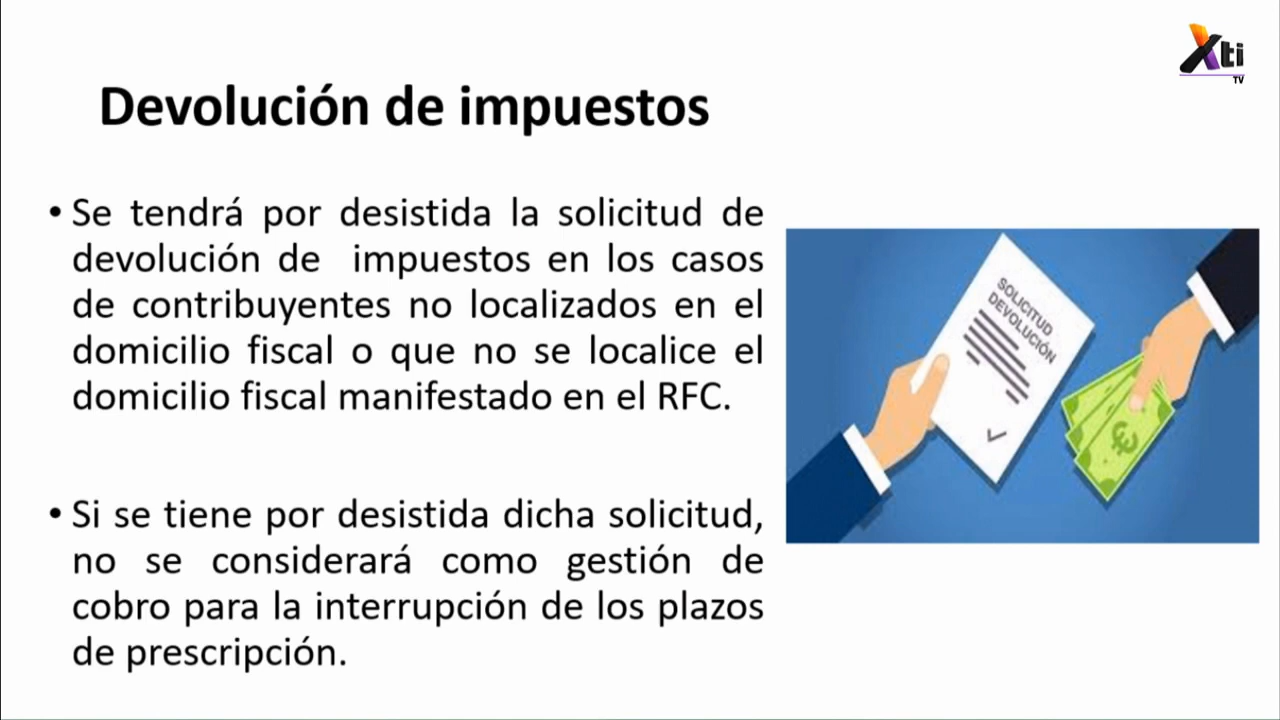 Xti
TV
Devolución de impuestos
• Se tendrá por desistida la solicitud de
devolución de impuestos en los casos
de contribuyentes no localizados en el
domicilio fiscal o que no se localice el
domicilio fiscal manifestado en el RFC.
• Si se tiene por desistida dicha solicitud,
no se considerará como gestión de
cobro para la interrupción de los plazos
de prescripción.
SOLICITUD
DEVOLUCIÓN
€